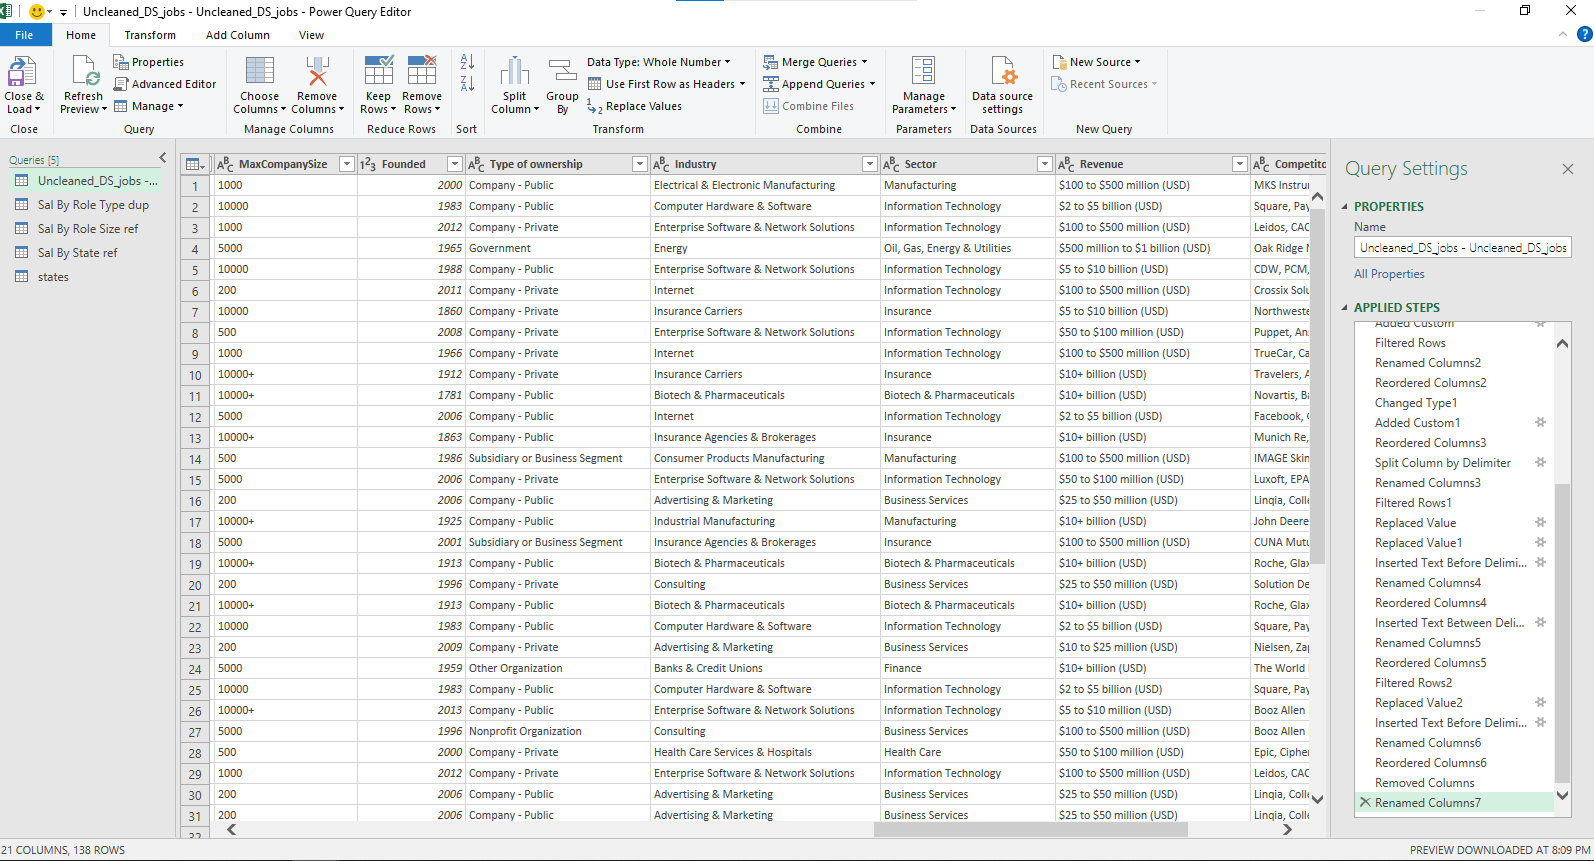 Uncleaned_DS_jobs - Uncleaned_DS_jobs - Power Query Editor
File Home Transform Add Column View
Close & Load Refresh Preview Properties Advanced Editor Manage Choose Columns Remove Columns Keep Rows Remove Rows Split Column Group By Data Type: Whole Number Use First Row as Headers Replace Values Merge Queries Append Queries Combine Files Manage Parameters Data source settings New Source Recent Sources
Close Query Manage Columns Reduce Rows Sort Transform Combine Parameters Data Sources New Query
Queries [5]
Uncleaned_DS_jobs -...
Sal By Role Type dup
Sal By Role Size ref
Sal By State ref
states
MaxCompanySize Founded Type of ownership Industry Sector Revenue Competito
1 1000 2000 Company - Public Electrical & Electronic Manufacturing Manufacturing $100 to $500 million (USD) MKS Instrur
2 10000 1983 Company - Public Computer Hardware & Software Information Technology $2 to $5 billion (USD) Square, Pay
3 1000 2012 Company - Public Enterprise Software & Network Solutions Information Technology $100 to $500 million (USD) Leidos, CAC
4 5000 1965 Government Energy Oil, Gas, Energy & Utilities $500 million to $1 billion (USD) Oak Ridge
5 10000 1988 Company - Public Enterprise Software & Network Solutions Information Technology $5 to $10 billion (USD) CDW, PCM,
6 200 2011 Company - Private Internet Information Technology $100 to $500 million (USD) Crossix Solu
7 10000 1860 Company - Private Insurance Carriers Insurance $5 to $10 billion (USD) Northweste
8 500 2008 Company - Private Enterprise Software & Network Solutions Information Technology $50 to $100 million (USD) Puppet, An
9 1000 1966 Company - Private Internet Information Technology $100 to $500 million (USD) TrueCar, Ca
10 10000+ 1912 Company - Private Insurance Carriers Insurance $10+ billion (USD) Travelers, A
11 10000+ 1781 Company - Public Biotech & Pharmaceuticals Biotech & Pharmaceuticals $10+ billion (USD) Novartis, Ba
12 5000 2006 Company - Public Internet Information Technology $2 to $5 billion (USD) Facebook,
13 10000+ 1863 Company - Public Insurance Agencies & Brokerages Insurance $10+ billion (USD) Munich Re,
14 500 1986 Subsidiary or Business Segment Consumer Products Manufacturing Manufacturing $100 to $500 million (USD) IMAGE Skin
15 5000 2006 Company - Private Enterprise Software & Network Solutions Information Technology $50 to $100 million (USD) Luxoft, EPA
16 200 2006 Company - Public Advertising & Marketing Business Services $25 to $50 million (USD) Linqia, Colle
17 10000+ 1925 Company - Public Industrial Manufacturing Manufacturing $10+ billion (USD) John Deere
18 5000 2001 Subsidiary or Business Segment Insurance Agencies & Brokerages Insurance $100 to $500 million (USD) CUNA Mutu
19 10000+ 1913 Company - Public Biotech & Pharmaceuticals Biotech & Pharmaceuticals $10+ billion (USD) Roche, Glax
20 200 1996 Company - Private Consulting Business Services $25 to $50 million (USD) Solution De
21 10000+ 1913 Company - Public Biotech & Pharmaceuticals Biotech & Pharmaceuticals $10+ billion (USD) Roche, Glax
22 10000 1983 Company - Public Computer Hardware & Software Information Technology $2 to $5 billion (USD) Square, Pay
23 200 2009 Company - Private Advertising & Marketing Business Services $10 to $25 million (USD) Nielsen, Zap
24 5000 1959 Other Organization Banks & Credit Unions Finance $10+ billion (USD) The World
25 10000 1983 Company - Public Computer Hardware & Software Information Technology $2 to $5 billion (USD) Square, Pay
26 10000+ 2013 Company - Public Enterprise Software & Network Solutions Information Technology $5 to $10 million (USD) Booz Allen
27 5000 1996 Nonprofit Organization Consulting Business Services $100 to $500 million (USD) Booz Allen
28 500 2000 Company - Private Health Care Services & Hospitals Health Care $50 to $100 million (USD) Epic, Cipher
29 1000 2012 Company - Private Enterprise Software & Network Solutions Information Technology $100 to $500 million (USD) Leidos, CAC
30 200 2006 Company - Public Advertising & Marketing Business Services $25 to $50 million (USD) Linqia, Colle
31 200 2006 Company - Public Advertising & Marketing Business Services $25 to $50 million (USD) Linqia, Colle
32
Query Settings
PROPERTIES
Name
Uncleaned_DS_jobs - Uncleaned_DS_jobs
All Properties
APPLIED STEPS
Added Custom
Filtered Rows
Renamed Columns2
Reordered Columns2
Changed Type1
Added Custom1
Reordered Columns3
Split Column by Delimiter
Renamed Columns3
Filtered Rows1
Replaced Value
Replaced Value1
Inserted Text Before Delimi...
Renamed Columns4
Reordered Columns4
Inserted Text Between Deli...
Renamed Columns5
Reordered Columns5
Filtered Rows2
Replaced Value2
Inserted Text Before Delimi...
Renamed Columns6
Reordered Columns6
Removed Columns
Renamed Columns7
21 COLUMNS, 138 ROWS
PREVIEW DOWNLOADED AT 8:09 PM